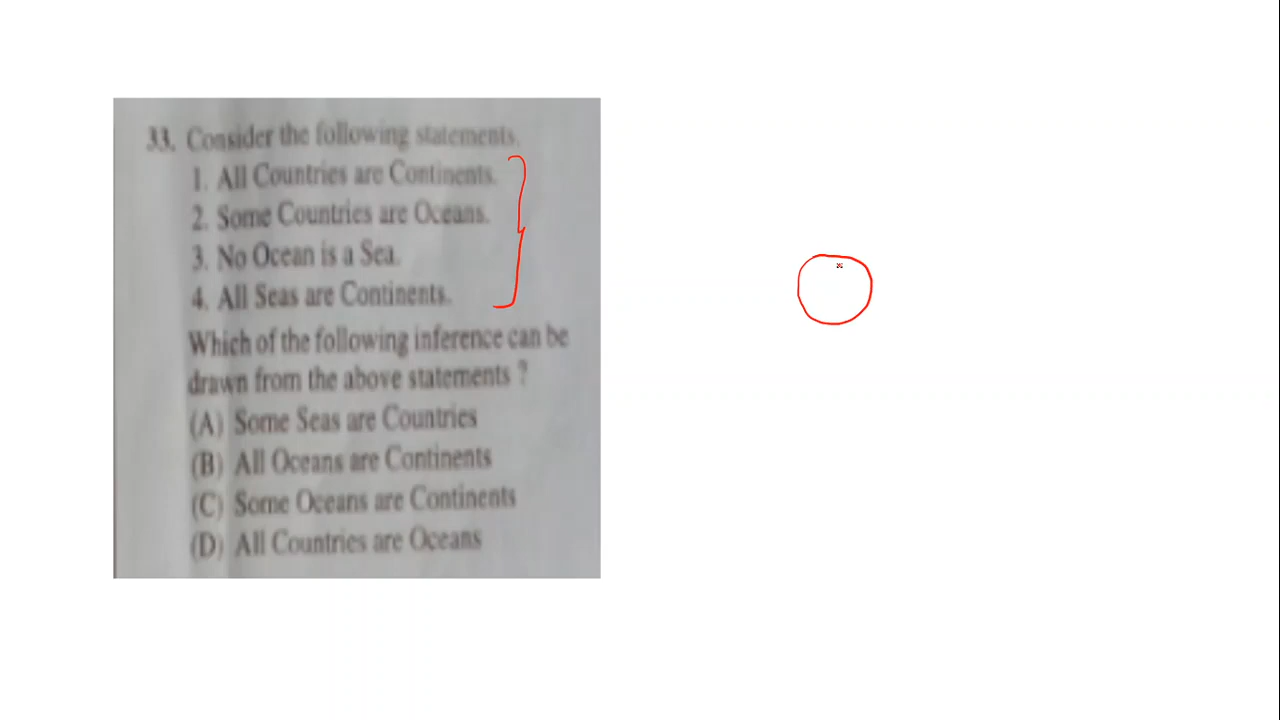 33. Consider the following statements.
1. All Countries are Continents.
2. Some Countries are Oceans.
3. No Ocean is a Sea.
4. All Seas are Continents.
Which of the following inference can be
drawn from the above statements ?
(A) Some Seas are Countries
(B) All Oceans are Continents
(C) Some Oceans are Continents
(D) All Countries are Oceans